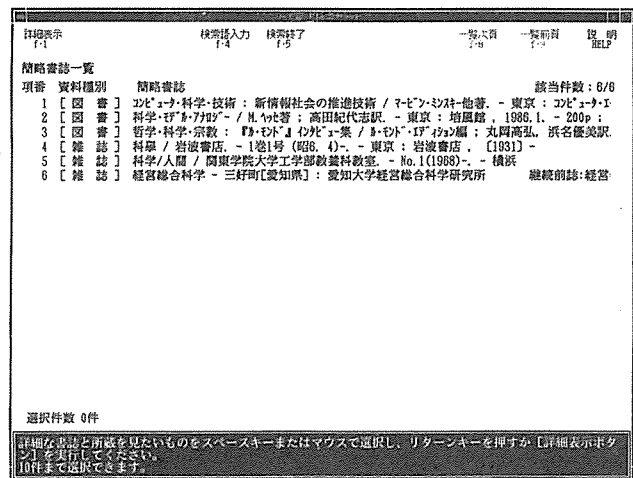 詳細表示 検索語入力 検索終了 一覧次頁 一覧前頁 説 明
f·1 f·4 f·5 f·8 f·9 HELP
簡略書誌一覧
項番 資料種別 簡略書誌 該当件数:6/6
1 [ 図 書 ] コンピュータ・科学・技術 : 新情報社会の推進技術 / マービン・ミンスキー他著. - 東京 : コンピュータ・エ
2 [ 図 書 ] 科学・モデル・アナロジー / M.ヘッセ著 ; 高田紀代志訳. - 東京 : 培風館 , 1986.1. - 200p ;
3 [ 図 書 ] 哲学・科学・宗教 : 『ル・モンド』インタビュー集 / ル・モンド・エディション編 ; 丸岡高弘, 浜名優美訳.
4 [ 雑 誌 ] 科學 / 岩波書店. - 1巻1号 (昭6. 4)-. - 東京 : 岩波書店 , [1931] -
5 [ 雑 誌 ] 科学/人間 / 関東学院大学工学部教養科教室. - No.1(1968)-. - 横浜
6 [ 雑 誌 ] 経営総合科学 - 三好町[愛知県] : 愛知大学経営総合科学研究所 継続前誌:経営
選択件数 0件
詳細な書誌と所蔵を見たいものをスペースキーまたはマウスで選択し、リターンキーを押すか [詳細表示ボタ
ン] を実行してください。
10件まで選択できます。